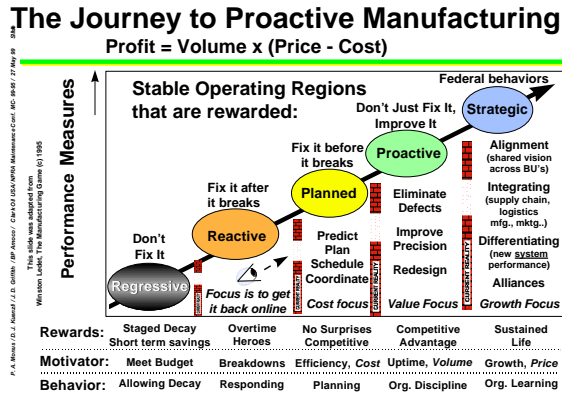 The Journey to Proactive Manufacturing
Profit = Volume x (Price - Cost)
Federal behaviors
Stable Operating Regions
that are rewarded:
Don't Just Fix It,
Improve It
Strategic
Fix it before
it breaks
Proactive
Alignment
(shared vision
across BU's)
Fix it after
it breaks
Planned
Eliminate
Defects
Integrating
(supply chain,
logistics
mfg., mktg..)
Don't
Fix It
Reactive
Predict
Plan
Schedule
Coordinate
Improve
Precision
Differentiating
(new system
performance)
Regressive
Redesign
Alliances
Focus is to get
it back online
Cost focus
Value Focus
Growth Focus
CURRENT REALITY
CURRENT REALITY
CURRENT REALITY
Performance Measures
This slide was adapted from
Winston Ledet, The Manufacturing Game (c) 1995
Rewards: Staged Decay Overtime No Surprises Competitive Sustained
Short term savings Heroes Competitive Advantage Life
Motivator: Meet Budget Breakdowns Efficiency, Cost Uptime, Volume Growth, Price
Behavior: Allowing Decay Responding Planning Org. Discipline Org. Learning